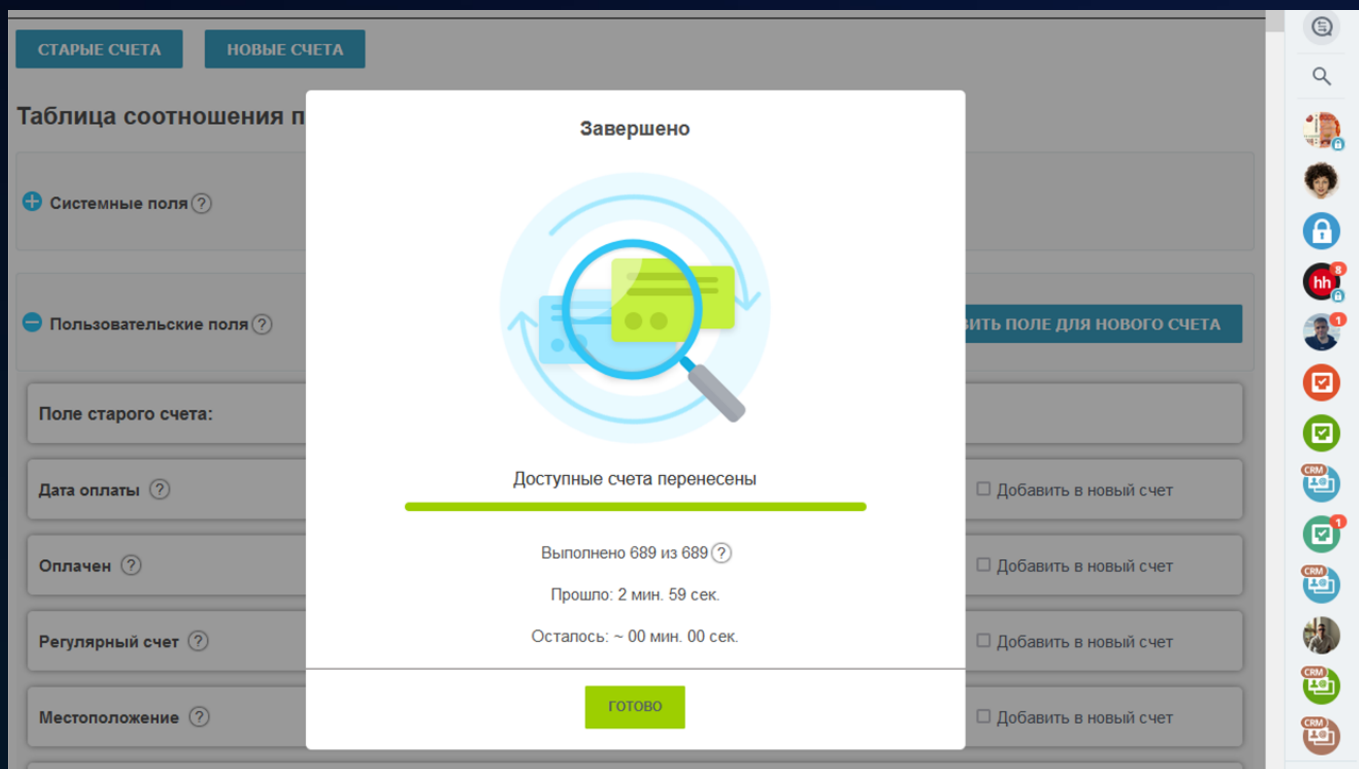 СТАРЫЕ СЧЕТА
НОВЫЕ СЧЕТА
Таблица соотношения п
Завершено
Системные поля ?
Пользовательские поля ?
ИТЬ ПОЛЕ ДЛЯ НОВОГО СЧЕТА
Поле старого счета:
Доступные счета перенесены
Дата оплаты ?
Добавить в новый счет
Выполнено 689 из 689 ?
Оплачен ?
Добавить в новый счет
Прошло: 2 мин. 59 сек.
Осталось: ~ 00 мин. 00 сек.
Регулярный счет ?
Добавить в новый счет
ГОТОВО
Местоположение ?
Добавить в новый счет
hh
8
1
CRM
1
CRM
CRM
CRM